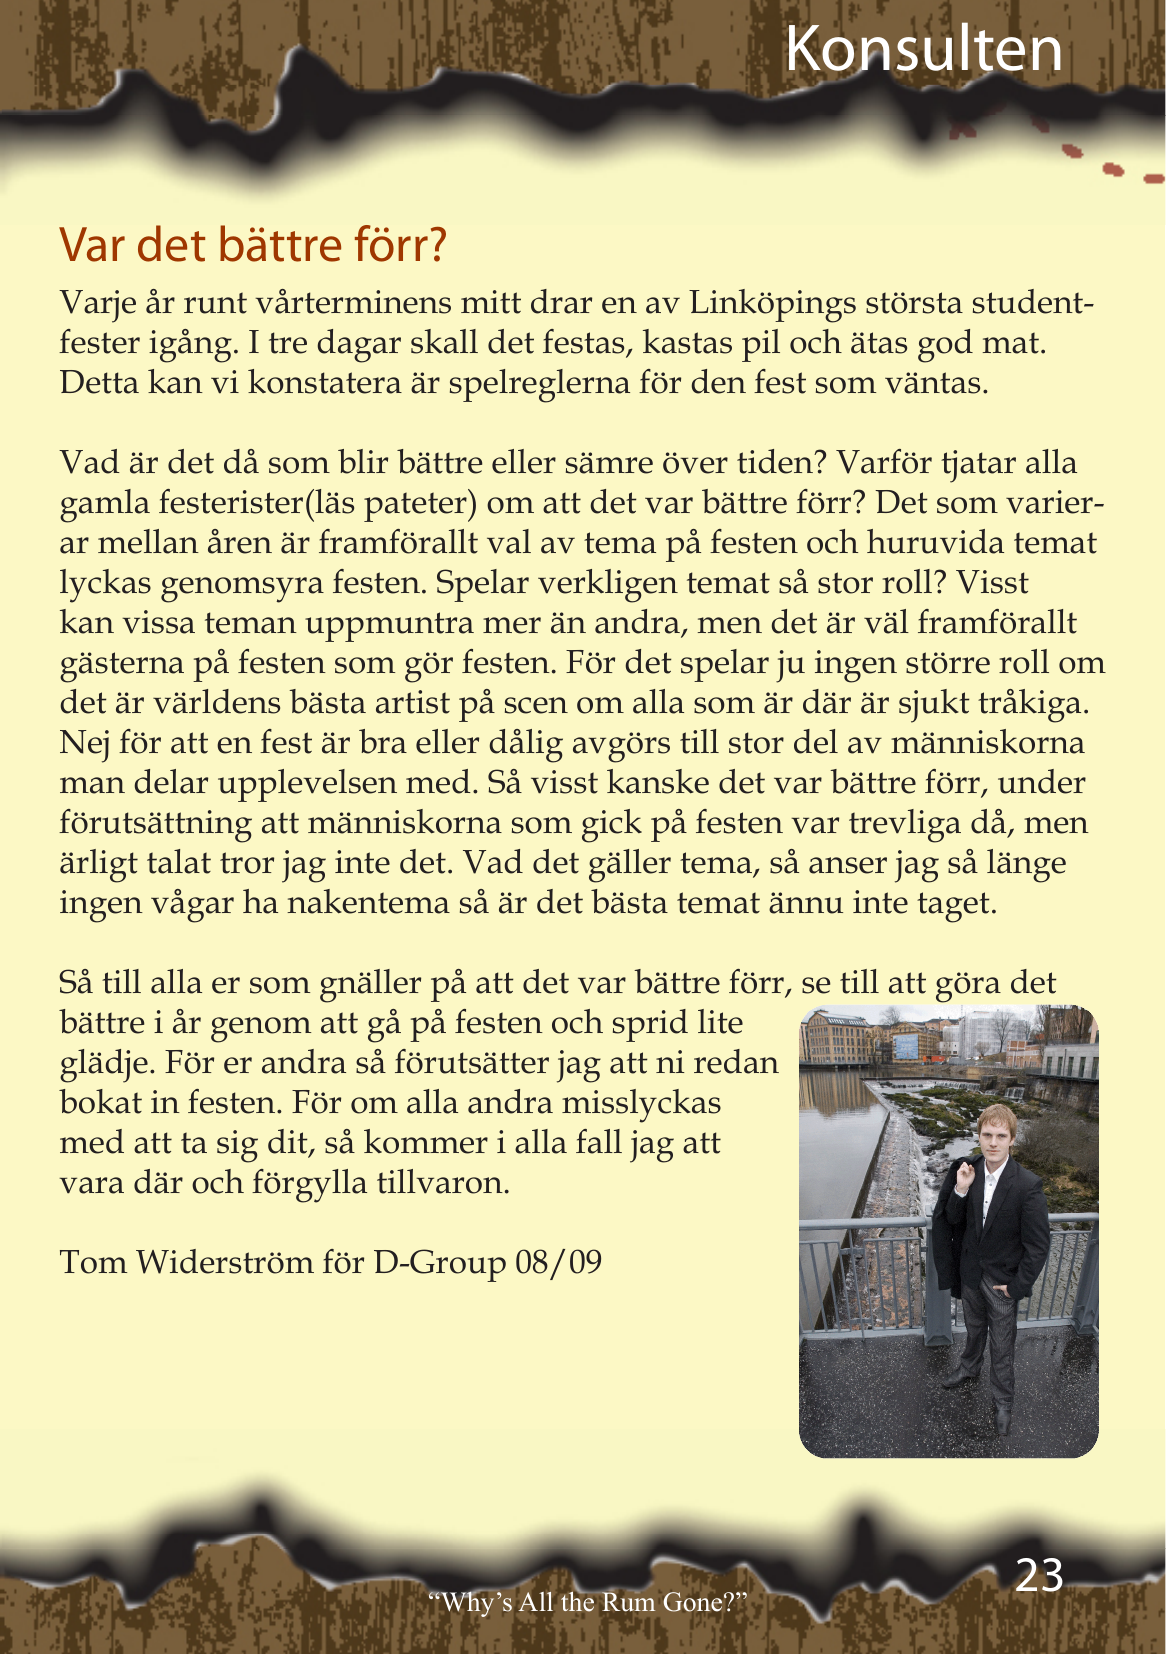 Konsulten
Var det bättre förr?
Varje år runt vårterminens mitt drar en av Linköpings största student-
fester igång. I tre dagar skall det festas, kastas pil och ätas god mat.
Detta kan vi konstatera är spelreglerna för den fest som väntas.
Vad är det då som blir bättre eller sämre över tiden? Varför tjatar alla
gamla festerister(läs pateter) om att det var bättre förr? Det som varier-
ar mellan åren är framförallt val av tema på festen och huruvida temat
lyckas genomsyra festen. Spelar verkligen temat så stor roll? Visst
kan vissa teman uppmuntra mer än andra, men det är väl framförallt
gästerna på festen som gör festen. För det spelar ju ingen större roll om
det är världens bästa artist på scen om alla som är där är sjukt tråkiga.
Nej för att en fest är bra eller dålig avgörs till stor del av människorna
man delar upplevelsen med. Så visst kanske det var bättre förr, under
förutsättning att människorna som gick på festen var trevliga då, men
ärligt talat tror jag inte det. Vad det gäller tema, så anser jag så länge
ingen vågar ha nakentema så är det bästa temat ännu inte taget.
Så till alla er som gnäller på att det var bättre förr, se till att göra det
bättre i år genom att gå på festen och sprid lite
glädje. För er andra så förutsätter jag att ni redan
bokat in festen. För om alla andra misslyckas
med att ta sig dit, så kommer i alla fall jag att
vara där och förgylla tillvaron.
Tom Widerström för D-Group 08/09
23
“Why’s All the Rum Gone?”